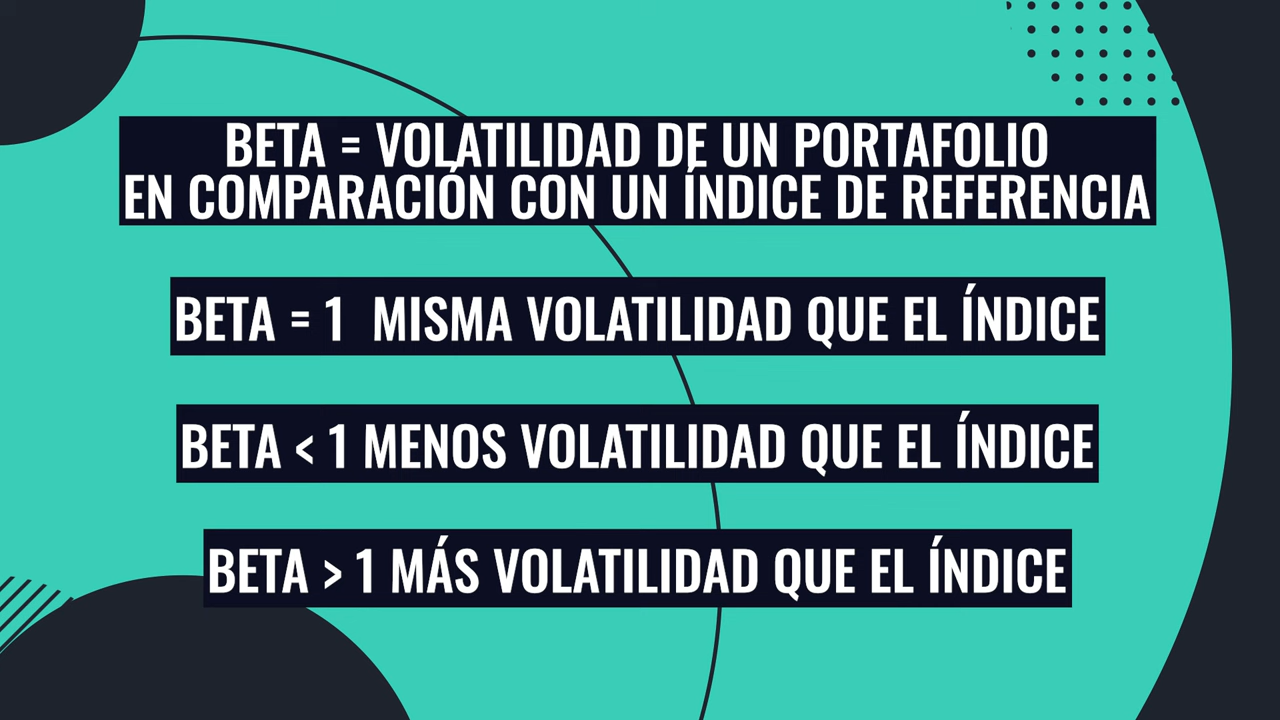 BETA = VOLATILIDAD DE UN PORTAFOLIO
EN COMPARACIÓN CON UN ÍNDICE DE REFERENCIA
BETA = 1 MISMA VOLATILIDAD QUE EL ÍNDICE
BETA < 1 MENOS VOLATILIDAD QUE EL ÍNDICE
BETA > 1 MÁS VOLATILIDAD QUE EL ÍNDICE